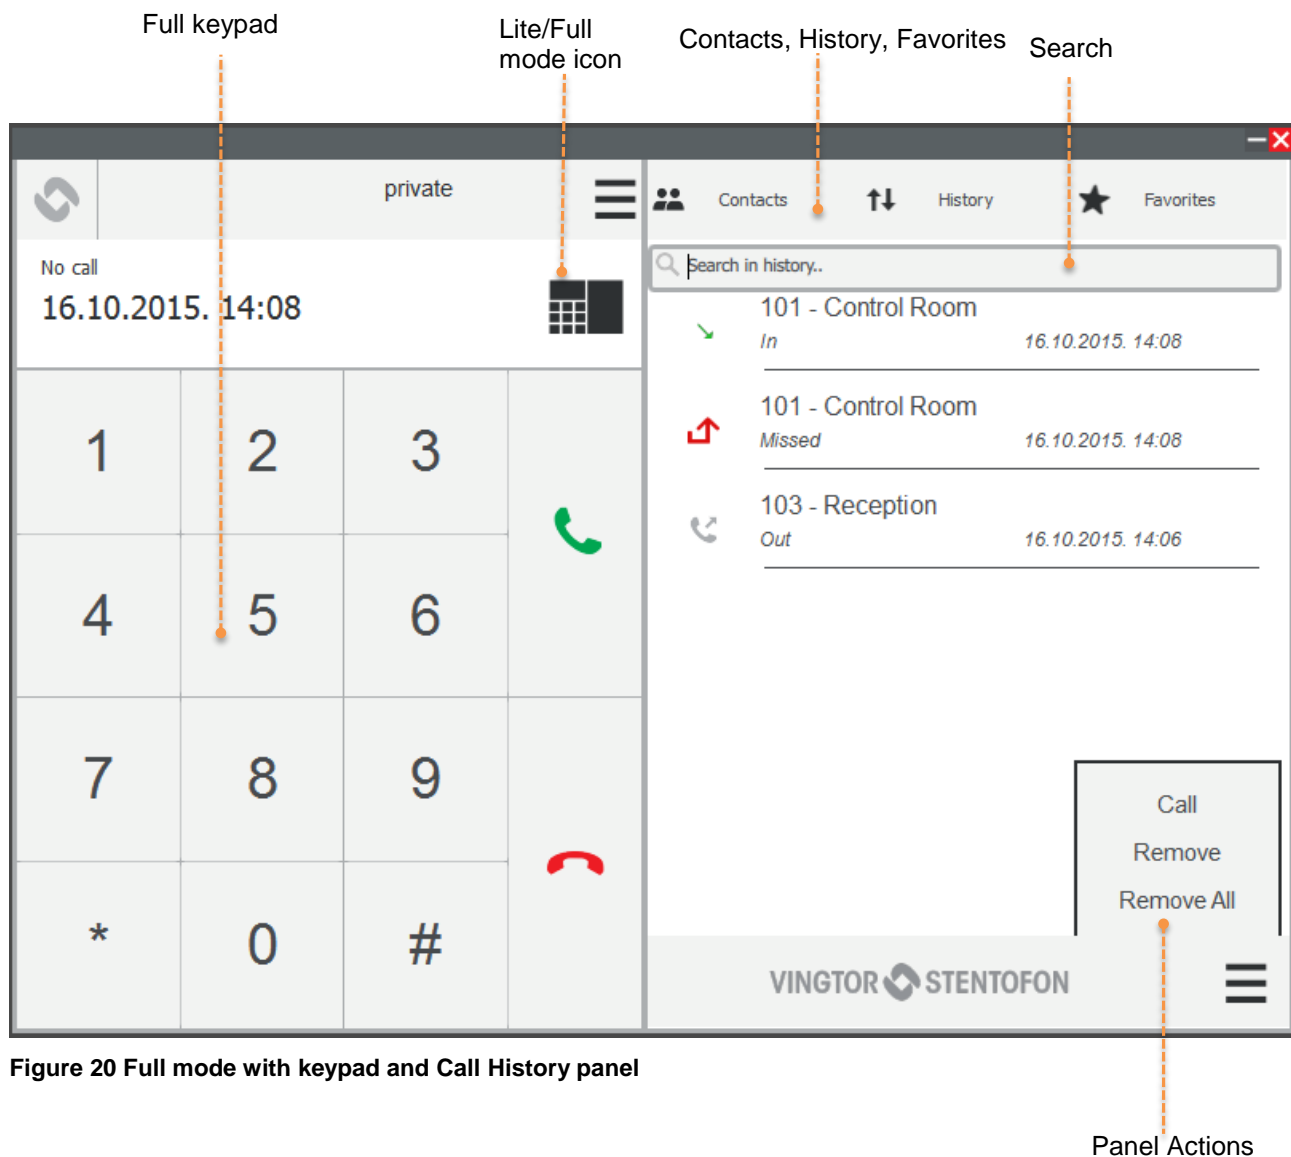 Full keypad
Lite/Full
mode icon
Contacts, History, Favorites
Search
private
Contacts
History
Favorites
No call
16.10.2015. 14:08
Search in history..
101 - Control Room
In 16.10.2015. 14:08
101 - Control Room
Missed 16.10.2015. 14:08
103 - Reception
Out 16.10.2015. 14:06
1 2 3
4 5 6
7 8 9
* 0 #
Call
Remove
Remove All
VINGTOR STENTOFON
Figure 20 Full mode with keypad and Call History panel
Panel Actions